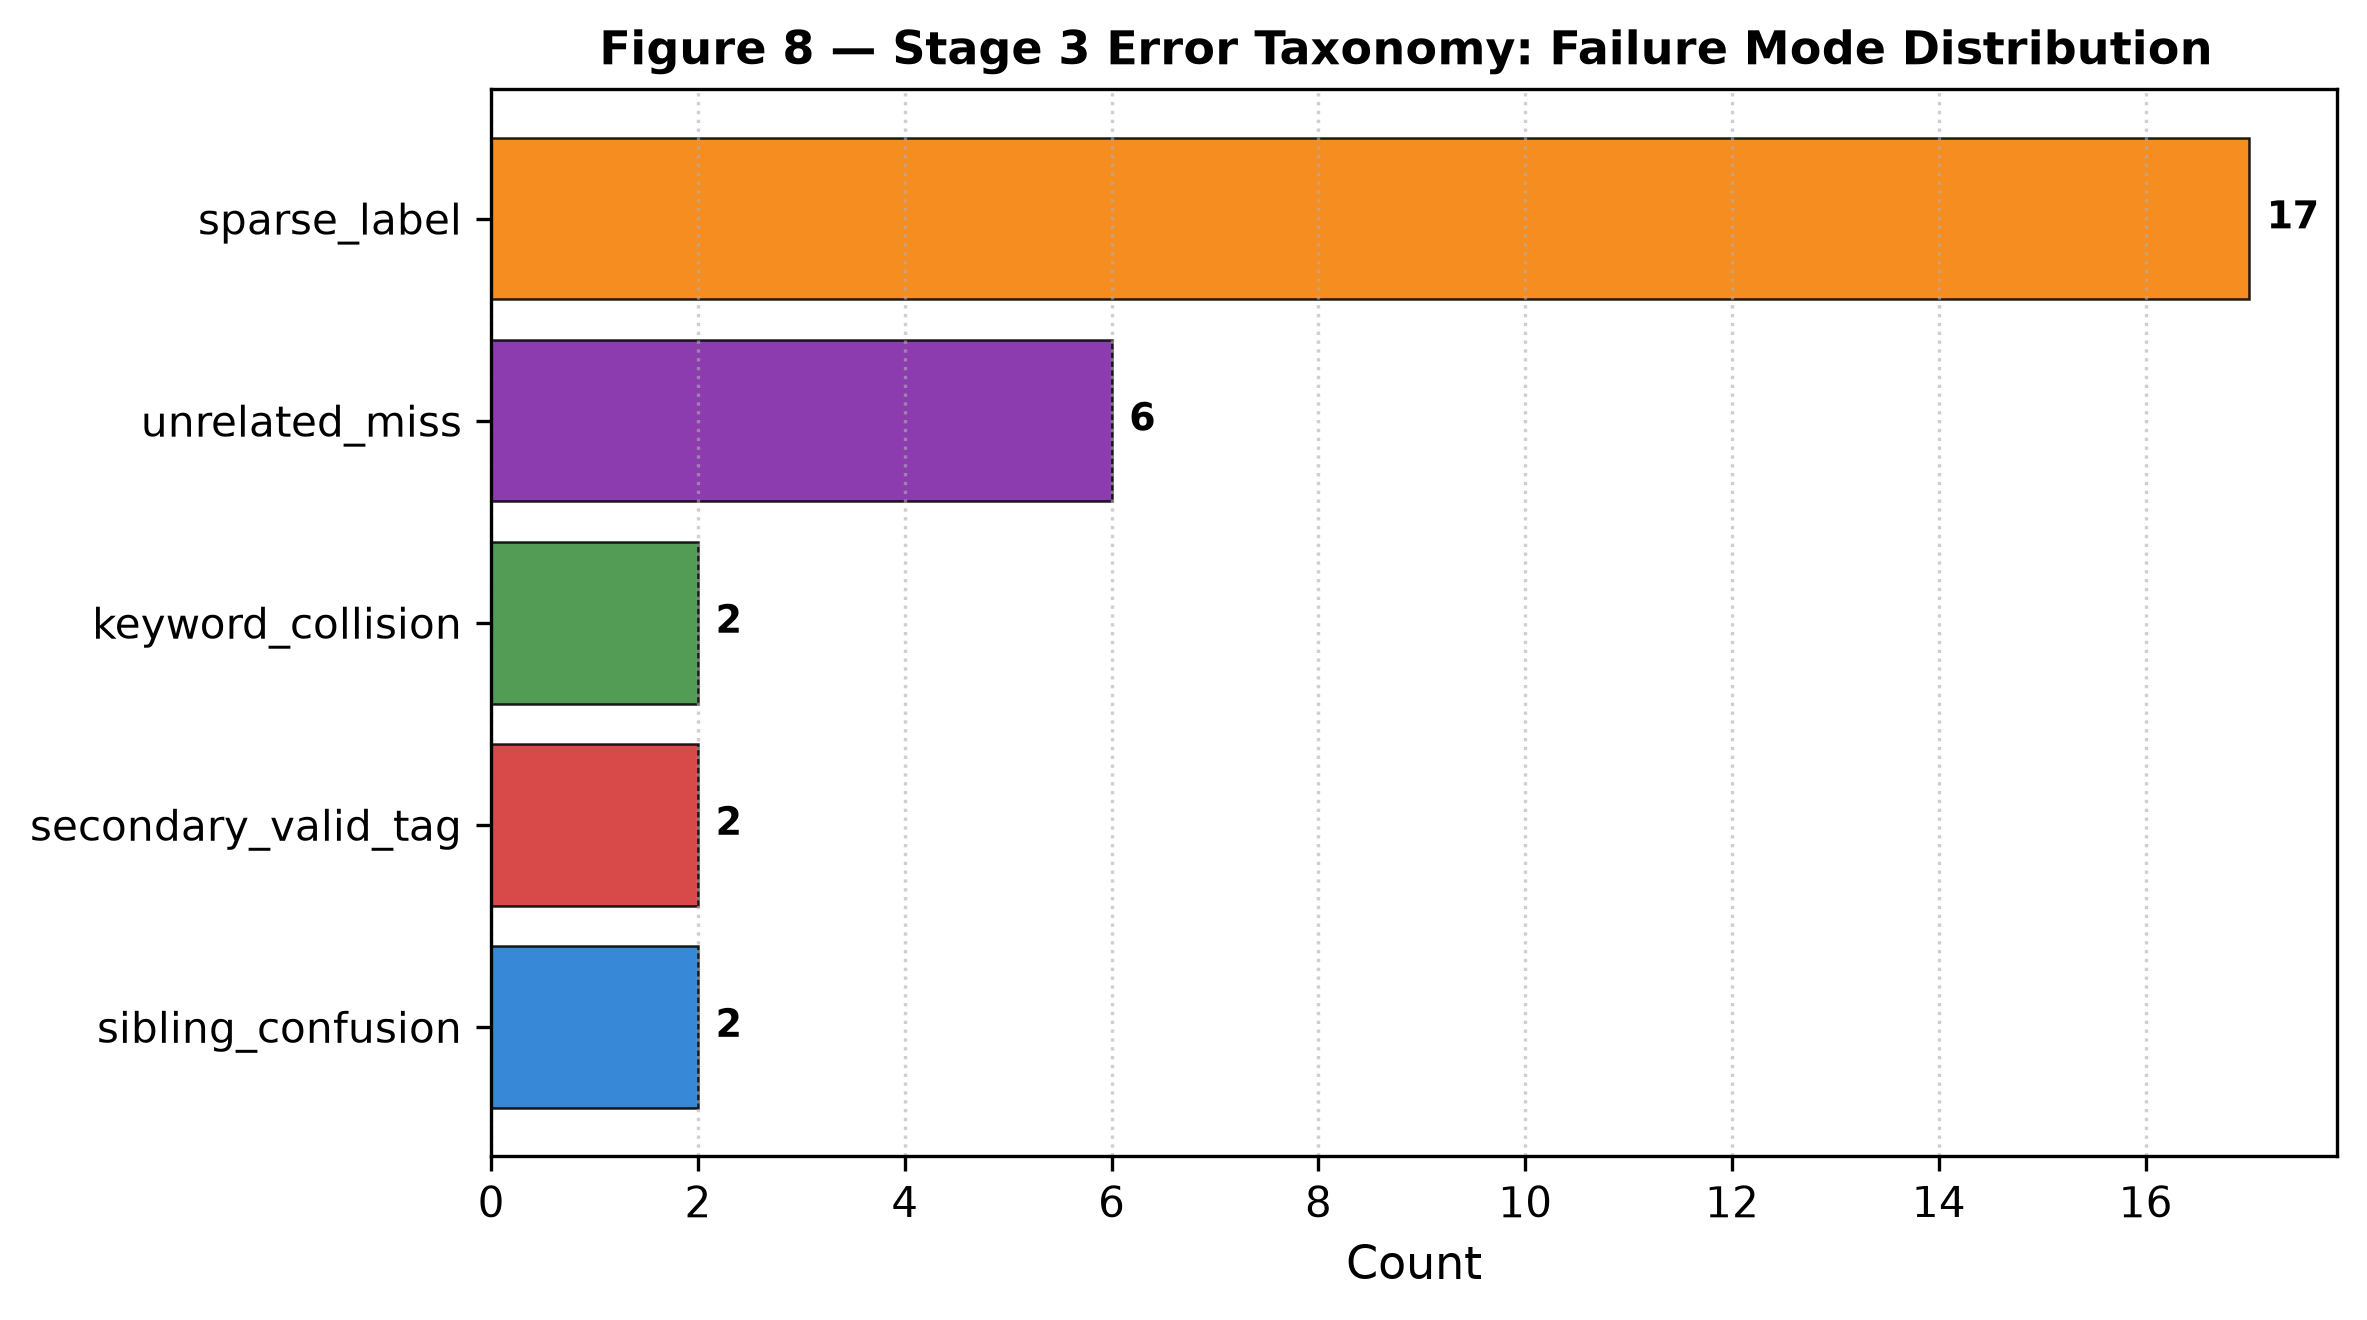 Figure 8 — Stage 3 Error Taxonomy: Failure Mode Distribution
sparse_label
17
unrelated_miss
6
keyword_collision
2
secondary_valid_tag
2
sibling_confusion
2
0 2 4 6 8 10 12 14 16
Count